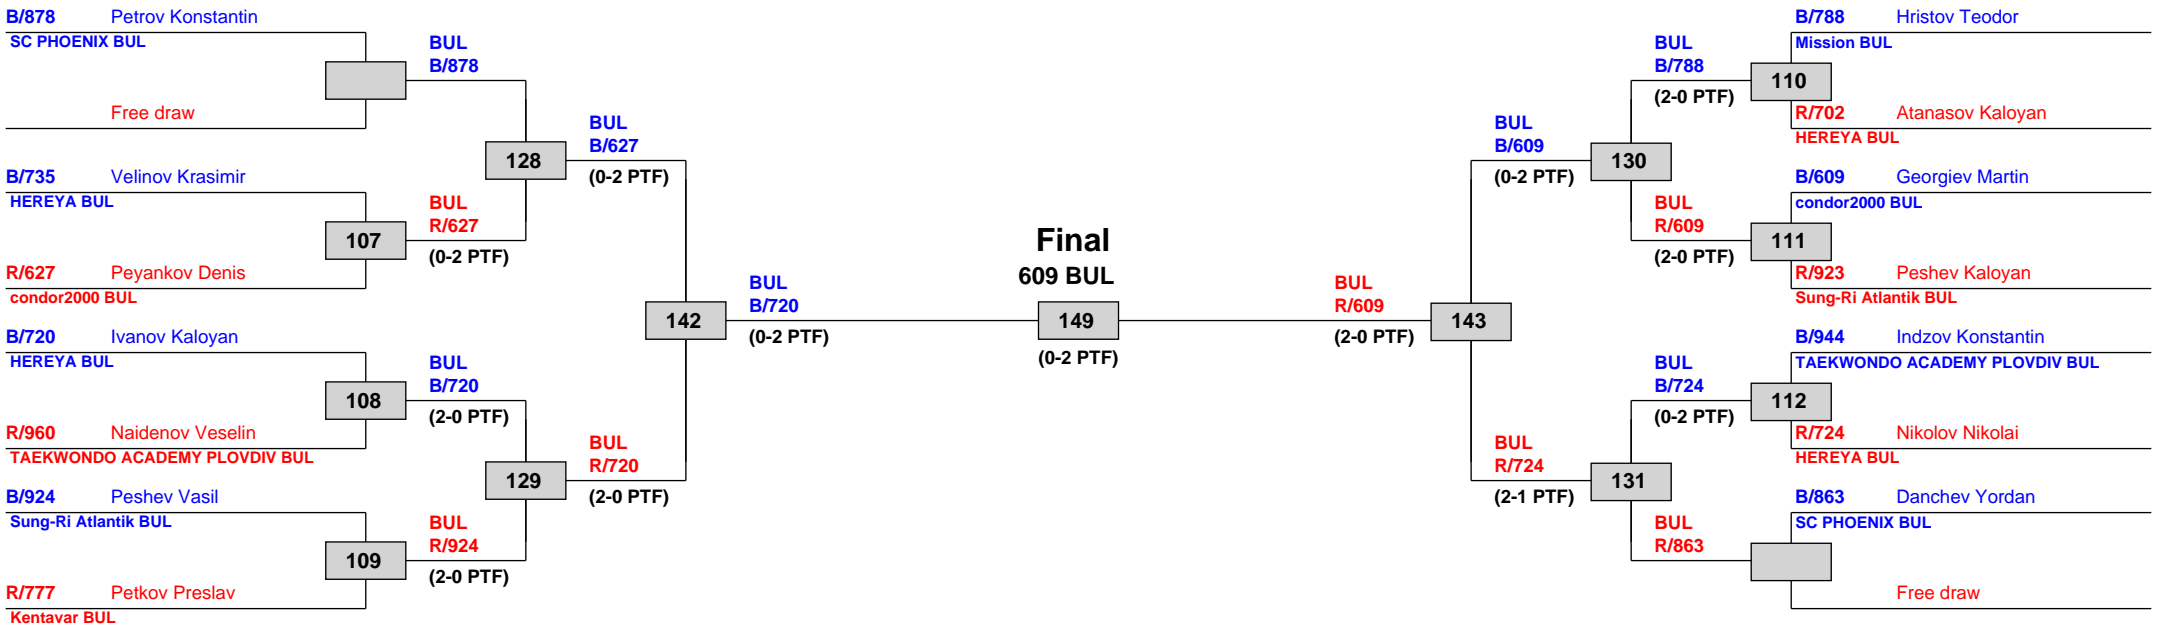 B/878 Petrov Konstantin
SC PHOENIX BUL
BUL
B/878
Free draw
128
BUL
B/627
(0-2 PTF)
B/735 Velinov Krasimir
HEREYA BUL
107
BUL
R/627
(0-2 PTF)
R/627 Peyankov Denis
condor2000 BUL
142
BUL
B/720
(0-2 PTF)
B/720 Ivanov Kaloyan
HEREYA BUL
108
BUL
B/720
(2-0 PTF)
R/960 Naidenov Veselin
TAEKWONDO ACADEMY PLOVDIV BUL
129
BUL
R/720
(2-0 PTF)
B/924 Peshev Vasil
Sung-Ri Atlantik BUL
109
BUL
R/924
(2-0 PTF)
R/777 Petkov Preslav
Kentavar BUL
Final
609 BUL
149
(0-2 PTF)
BUL
R/609
(2-0 PTF)
143
BUL
B/609
(0-2 PTF)
130
BUL
B/788
(2-0 PTF)
110
B/788 Hristov Teodor
Mission BUL
R/702 Atanasov Kaloyan
HEREYA BUL
BUL
R/609
(2-0 PTF)
111
B/609 Georgiev Martin
condor2000 BUL
R/923 Peshev Kaloyan
Sung-Ri Atlantik BUL
BUL
R/724
(2-1 PTF)
131
BUL
B/724
(0-2 PTF)
112
B/944 Indzov Konstantin
TAEKWONDO ACADEMY PLOVDIV BUL
R/724 Nikolov Nikolai
HEREYA BUL
BUL
R/863
B/863 Danchev Yordan
SC PHOENIX BUL
Free draw